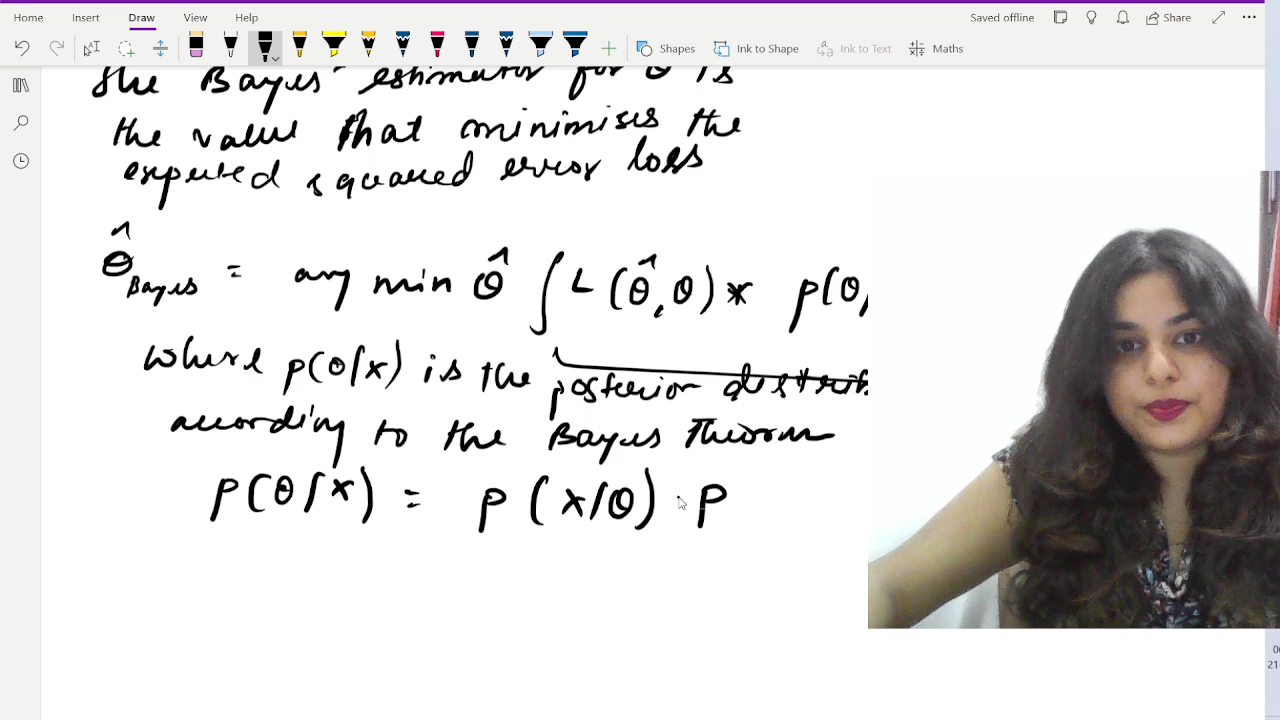 Home Insert Draw View Help Saved offline Share
Shapes Ink to Shape Ink to Text Maths
the Bayes' estimator for θ is
the value that minimises the
expected squared error loss
θ̂ Bayes = arg min θ̂ ∫ L (θ̂, θ) * p(θ/
where p(θ/x) is the posterior distrib
according to the Bayes Theorm
p(θ/x) = p (x/θ) · p